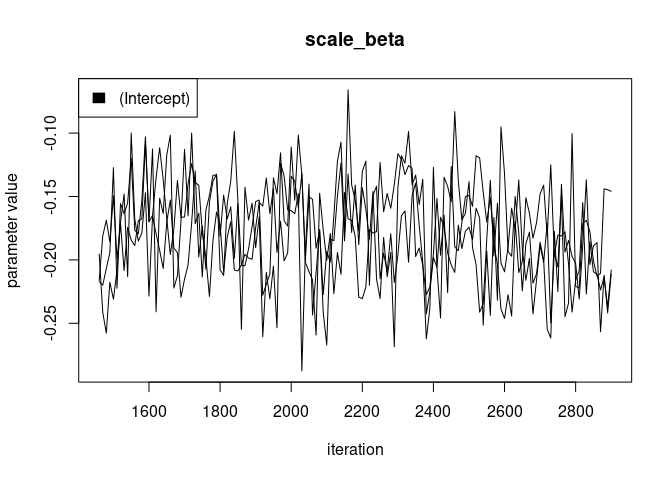 scale_beta
(Intercept)
parameter value
-0.10
-0.15
-0.20
-0.25
1600 1800 2000 2200 2400 2600 2800
iteration